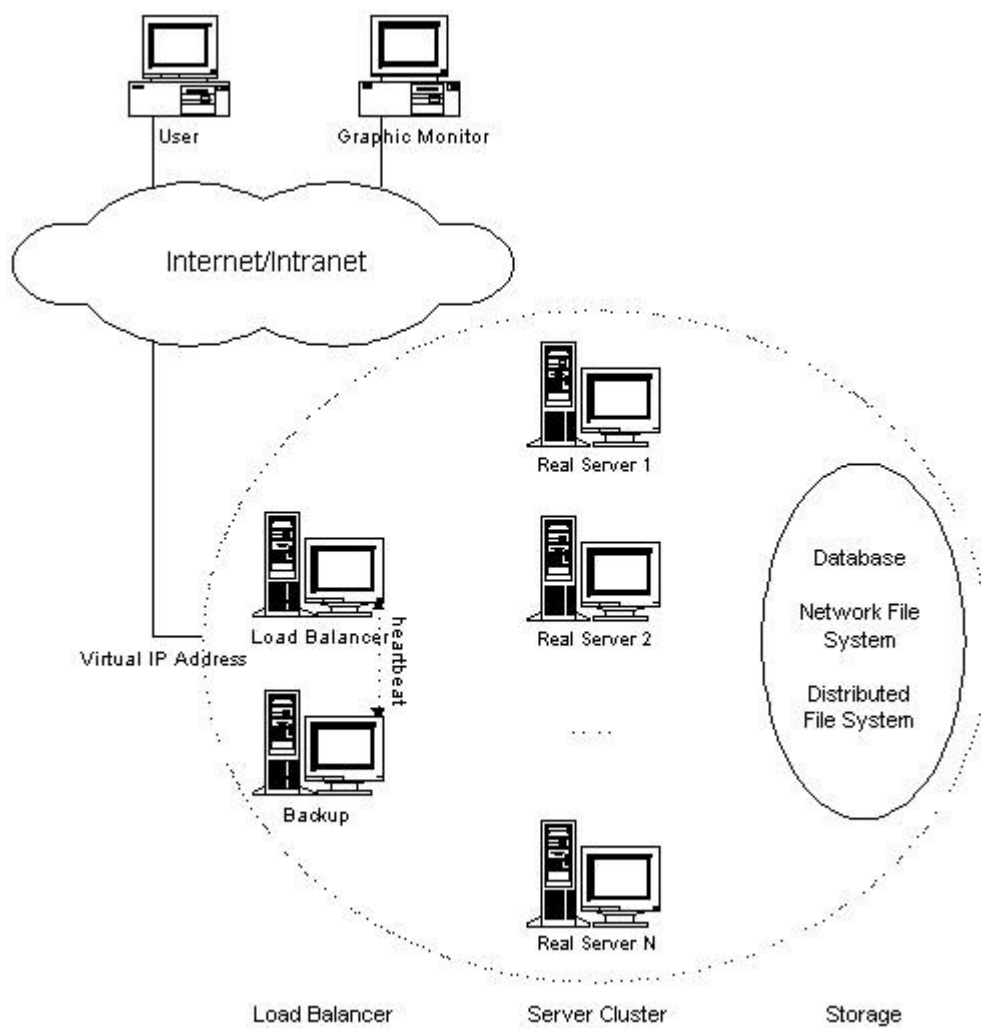 User
Graphic Monitor
Internet/Intranet
Real Server 1
Load Balancer
heartbeat
Virtual IP Address
Backup
Real Server 2
. . . .
Real Server N
Database
Network File
System
Distributed
File System
Load Balancer
Server Cluster
Storage